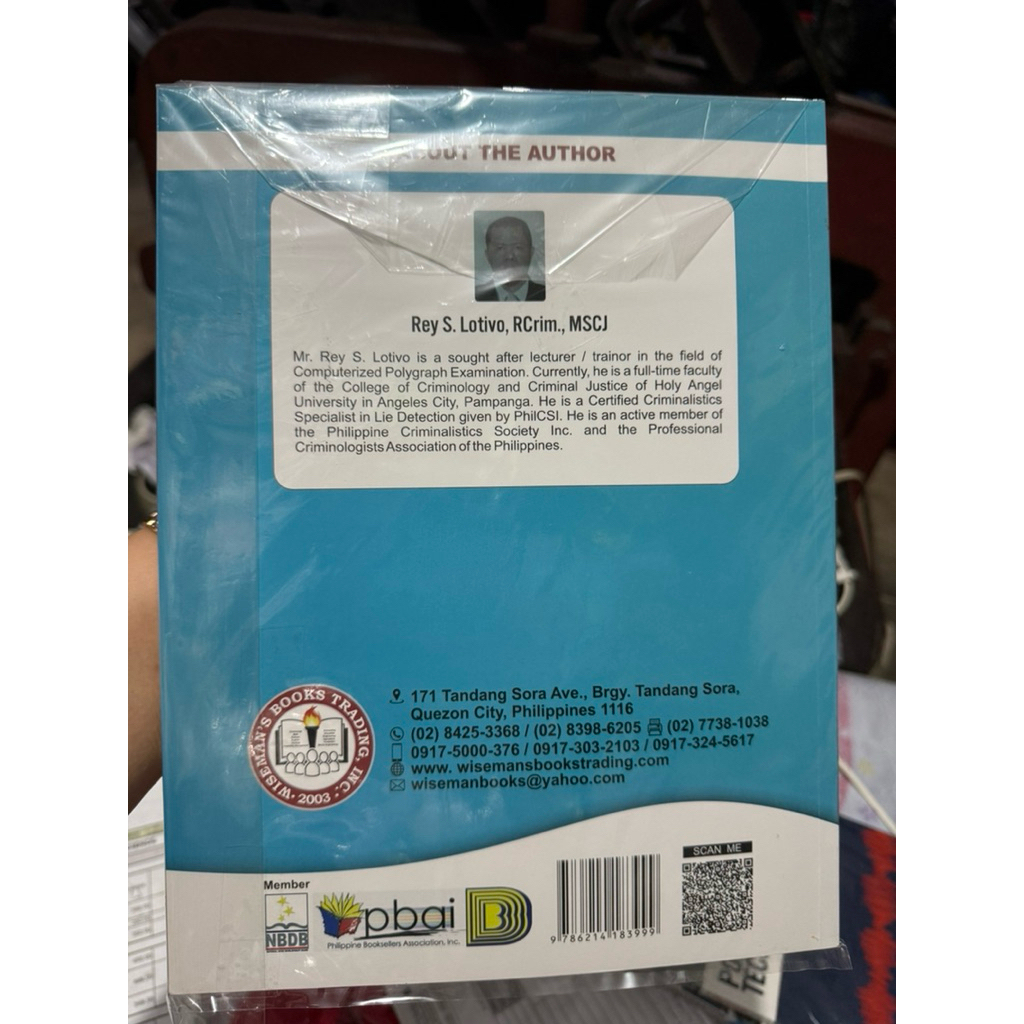 ABOUT THE AUTHOR
Rey S. Lotivo, RCrim., MSCJ
Mr. Rey S. Lotivo is a sought after lecturer / trainor in the field of
Computerized Polygraph Examination. Currently, he is a full-time faculty
of the College of Criminology and Criminal Justice of Holy Angel
University in Angeles City, Pampanga. He is a Certified Criminalistics
Specialist in Lie Detection given by PhilCSI. He is an active member of
the Philippine Criminalistics Society Inc. and the Professional
Criminologists Association of the Philippines.
WISEMAN'S BOOKS TRADING, INC.
2003
171 Tandang Sora Ave., Brgy. Tandang Sora,
Quezon City, Philippines 1116
(02) 8425-3368 / (02) 8398-6205 (02) 7738-1038
0917-5000-376 / 0917-303-2103 / 0917-324-5617
www. wisemansbookstrading.com
wisemanbooks@yahoo.com
Member
NBDB
pbai
Philippine Booksellers Association, Inc.
9 786214 183999
SCAN ME